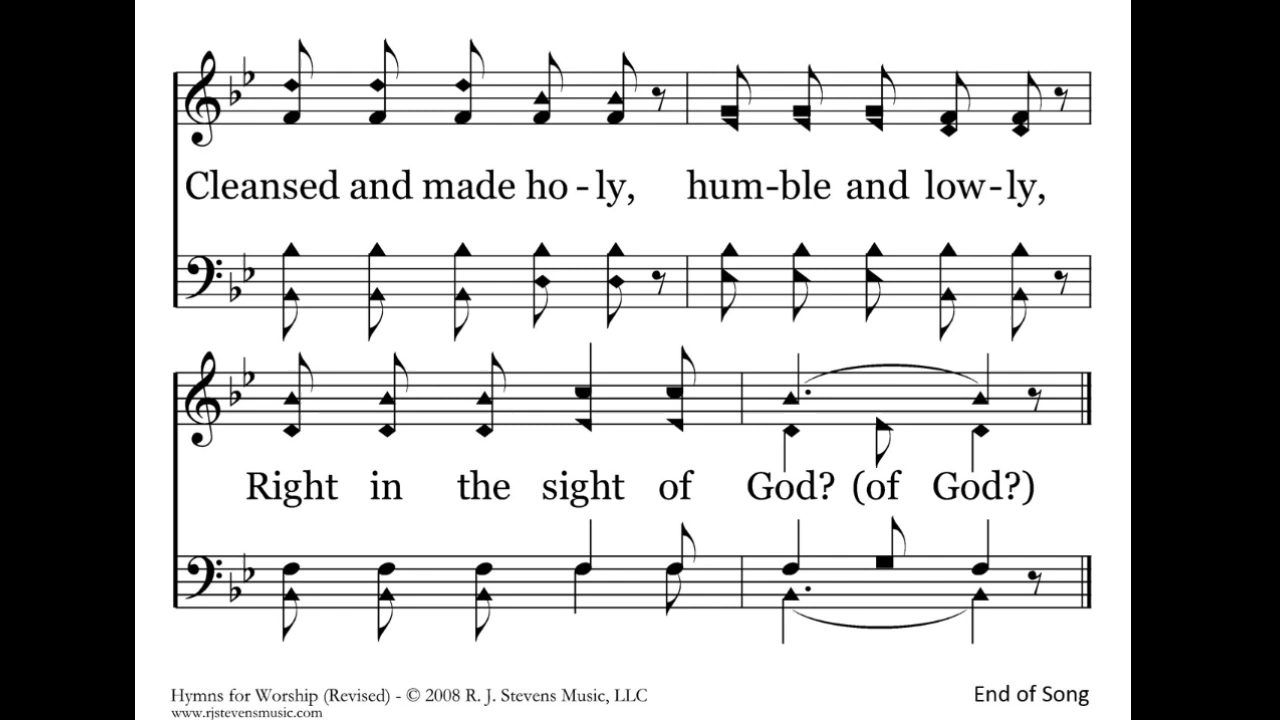 Cleansed and made ho - ly, hum-ble and low-ly,
Right in the sight of God? (of God?)
Hymns for Worship (Revised) - © 2008 R. J. Stevens Music, LLC
www.rjstevensmusic.com
End of Song